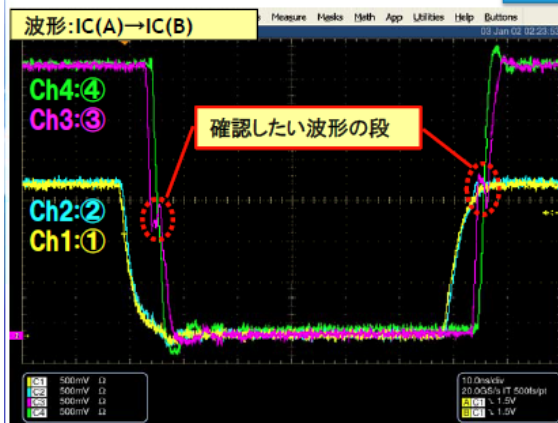 波形:IC(A)→IC(B)
Measure Masks Math App Utilities Help Buttons
03 Jan 02 02:23:53
Ch4:④
Ch3:③
確認したい波形の段
Ch2:②
Ch1:①
C1 500mV Ω
C2 500mV Ω
C3 500mV Ω
C4 500mV Ω
10.0ns/div
20.0GS/s IT 500fs/pt
A C1 \ 1.5V
B C1 \ 1.5V